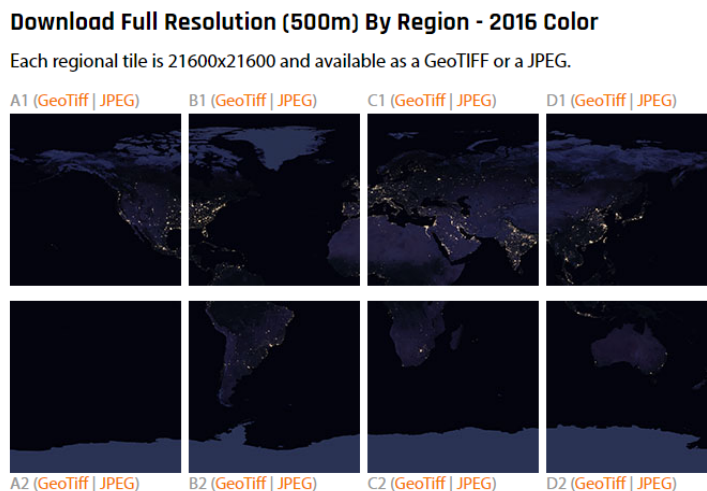 Download Full Resolution (500m) By Region - 2016 Color
Each regional tile is 21600x21600 and available as a GeoTIFF or a JPEG.
A1 (GeoTiff | JPEG)
B1 (GeoTiff | JPEG)
C1 (GeoTiff | JPEG)
D1 (GeoTiff | JPEG)
A2 (GeoTiff | JPEG)
B2 (GeoTiff | JPEG)
C2 (GeoTiff | JPEG)
D2 (GeoTiff | JPEG)